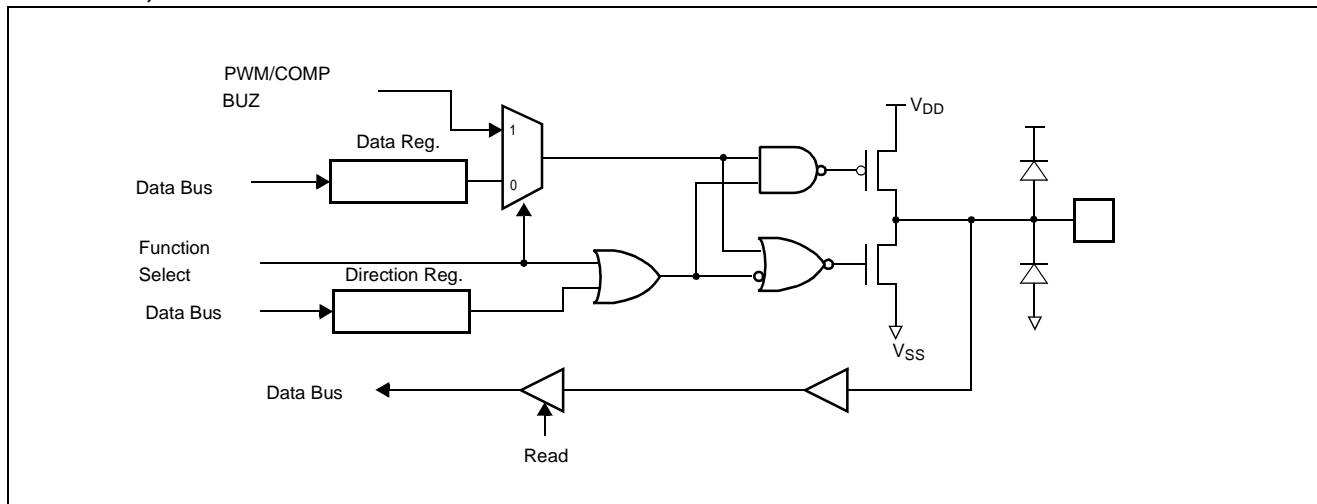 PWM/COMP
BUZ
VDD
1
Data Reg.
Data Bus
0
Function
Select
Direction Reg.
Data Bus
VSS
Data Bus
Read